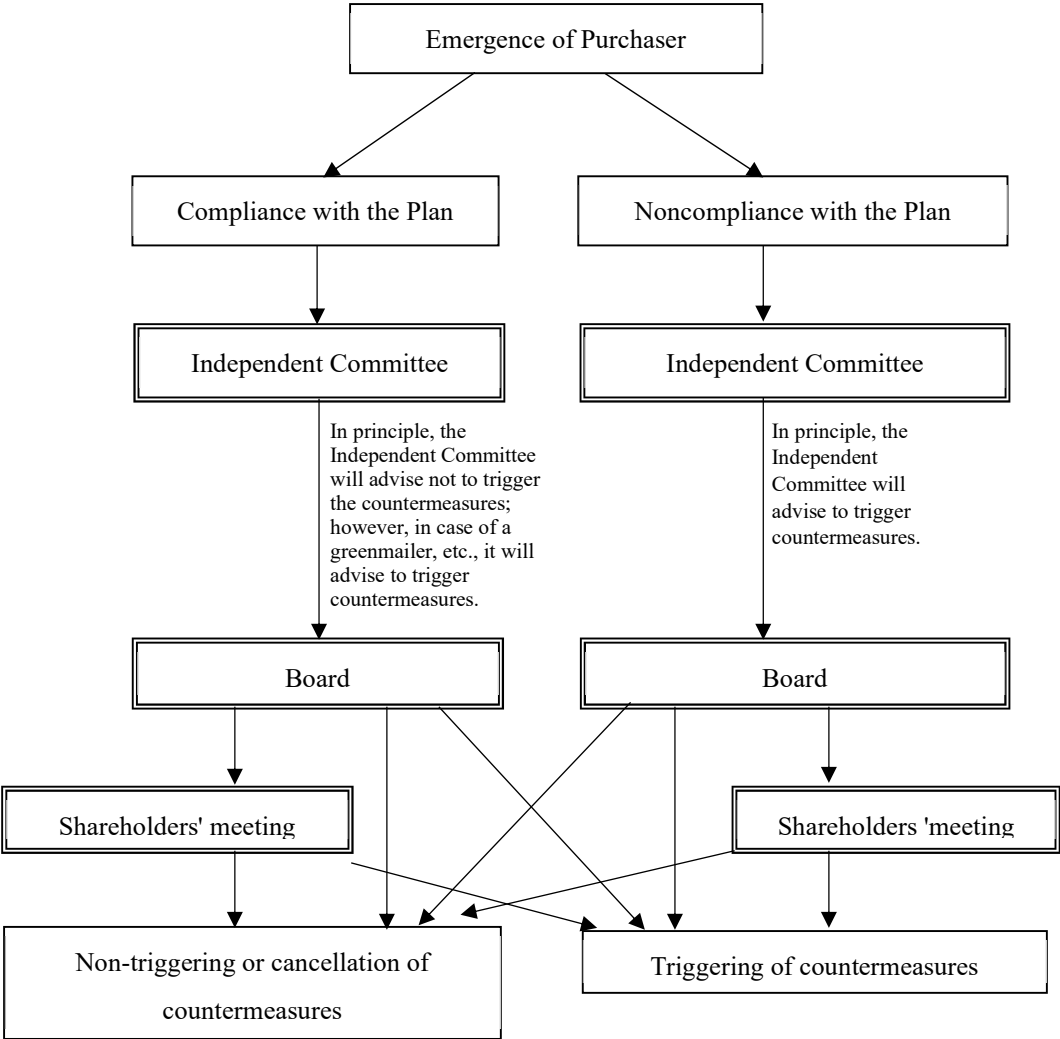 Emergence of Purchaser
Compliance with the Plan
Noncompliance with the Plan
Independent Committee
Independent Committee
In principle, the
Independent Committee
will advise not to trigger
the countermeasures;
however, in case of a
greenmailer, etc., it will
advise to trigger
countermeasures.
In principle, the
Independent
Committee will
advise to trigger
countermeasures.
Board
Board
Shareholders' meeting
Shareholders 'meeting
Non-triggering or cancellation of
countermeasures
Triggering of countermeasures